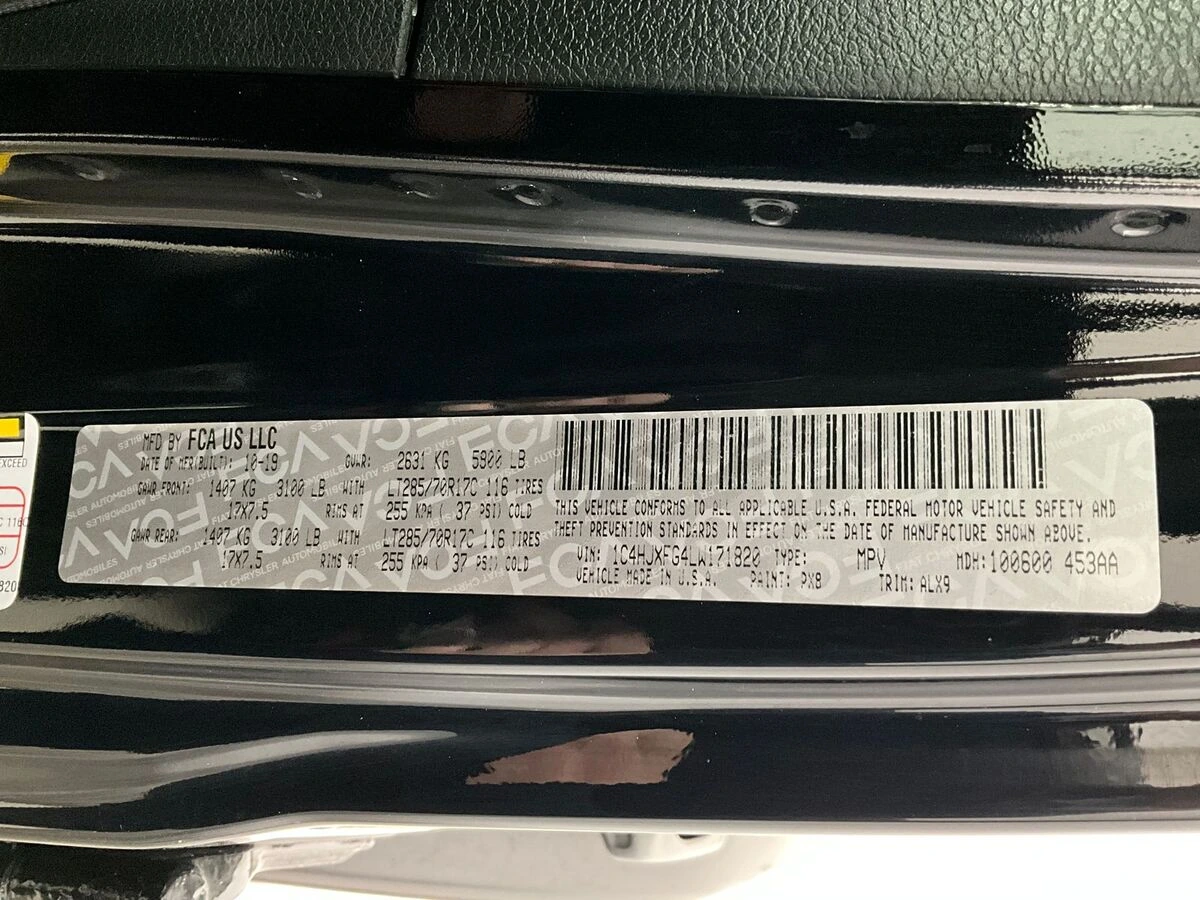 MFD BY FCA US LLC
DATE OF MFR(BUILT): 10-19 GVWR: 2631 KG 5800 LB
GAWR FRONT: 1407 KG 3100 LB WITH LT285/70R17C 116 TIRES
17X7.5 RIMS AT 255 KPA ( 37 PSI) COLD
GAWR REAR: 1407 KG 3100 LB WITH LT285/70R17C 116 TIRES
17X7.5 RIMS AT 255 KPA ( 37 PSI) COLD
THIS VEHICLE CONFORMS TO ALL APPLICABLE U.S.A. FEDERAL MOTOR VEHICLE SAFETY AND
THEFT PREVENTION STANDARDS IN EFFECT ON THE DATE OF MANUFACTURE SHOWN ABOVE.
VIN: 1C4HJXFG4LW171820 TYPE: MPV MDH:100600 453AA
VEHICLE MADE IN U.S.A. PAINT: PX8 TRIM: ALX9
EXCEED
116C
SI
820